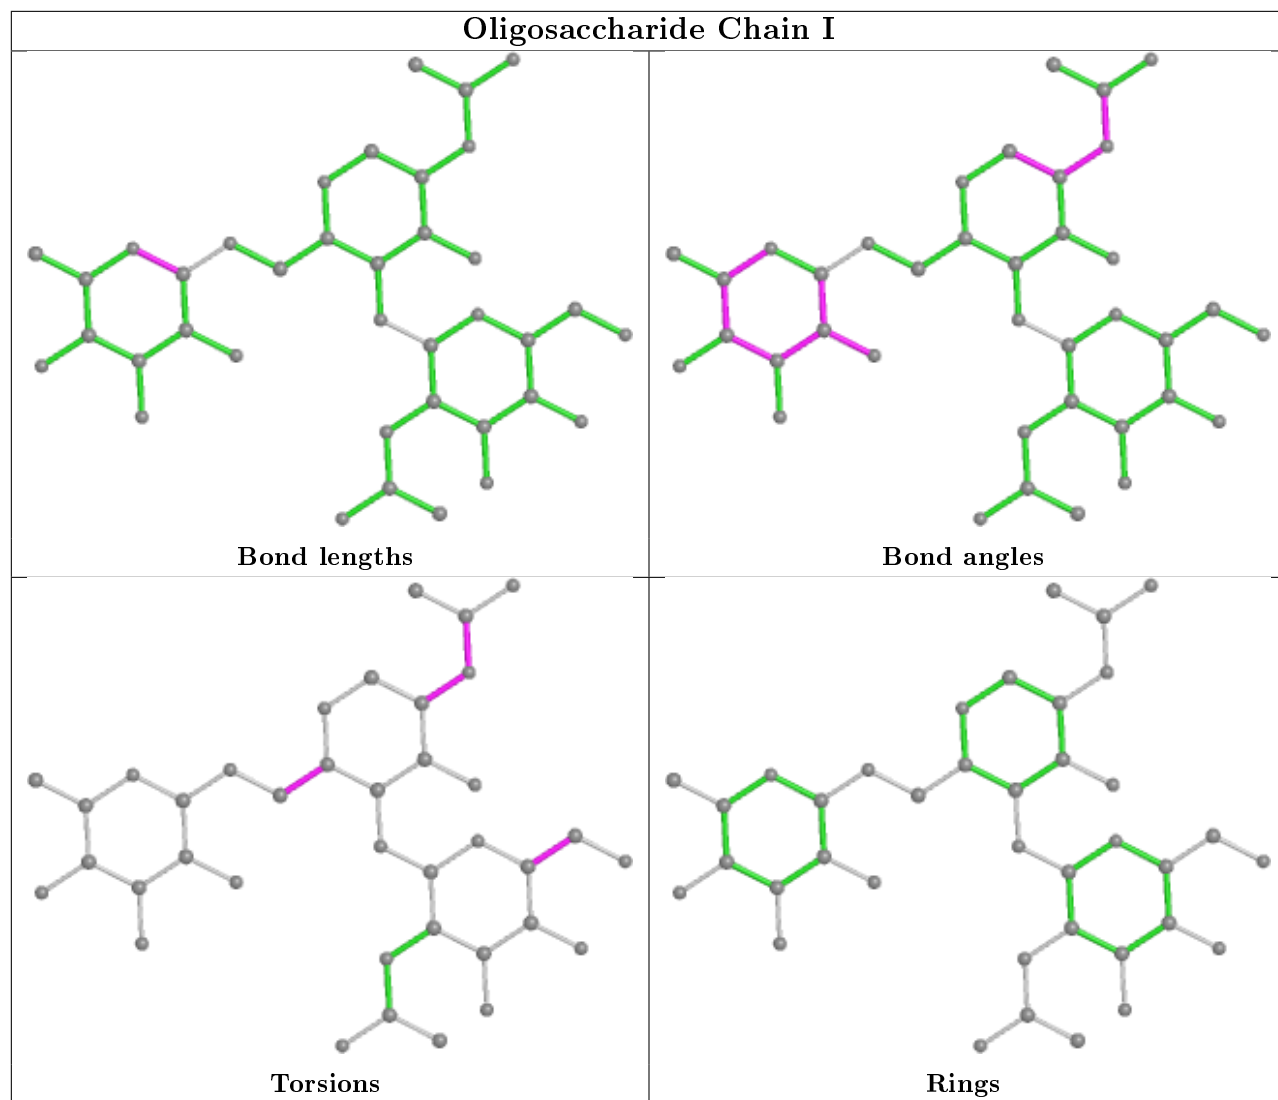 Oligosaccharide Chain I
Bond lengths
Bond angles
Torsions
Rings